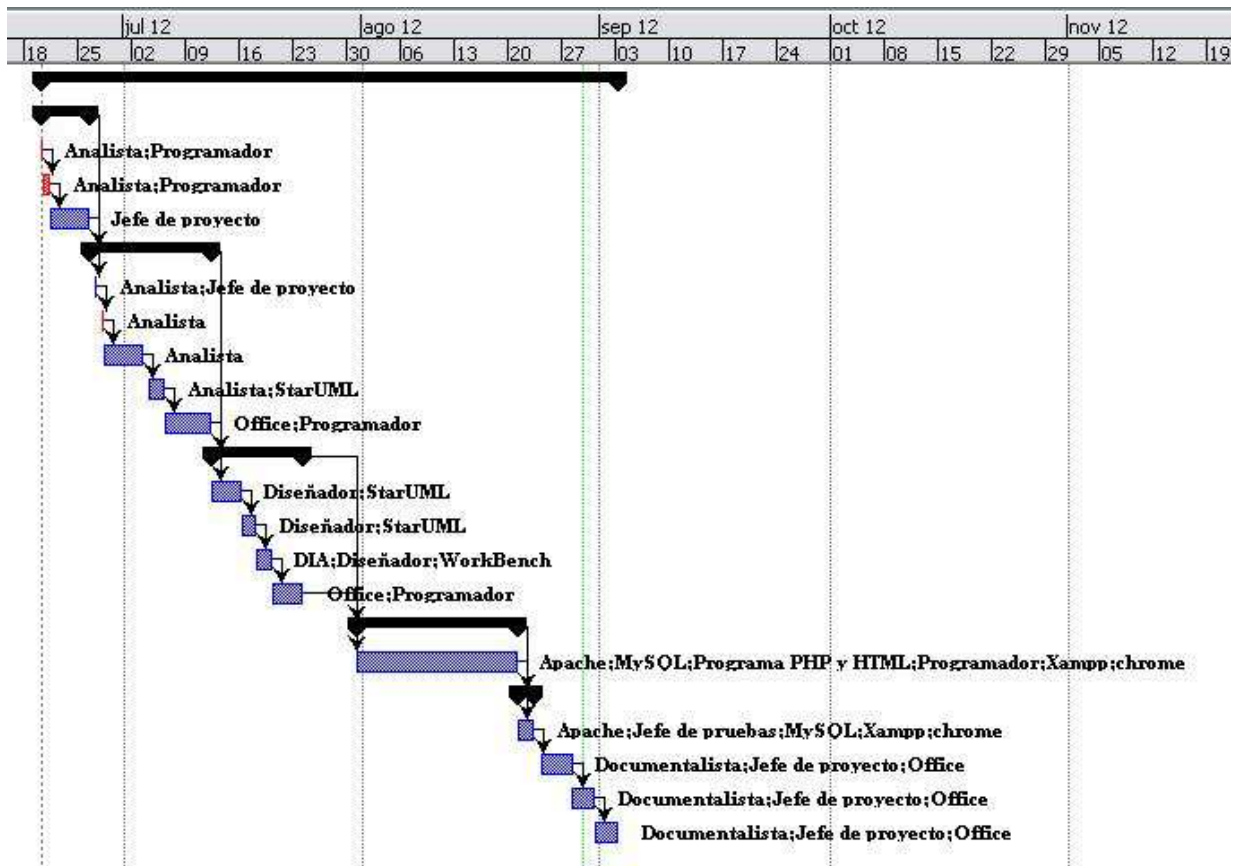 jul 12 ago 12 sep 12 oct 12 nov 12
18 25 02 09 16 23 30 06 13 20 27 03 10 17 24 01 08 15 22 29 05 12 19
Analista;Programador
Analista;Programador
Jefe de proyecto
Analista;Jefe de proyecto
Analista
Analista
Analista;StarUML
Office;Programador
Diseñador;StarUML
Diseñador;StarUML
DIA;Diseñador;WorkBench
Office;Programador
Apache;MySQL;Programa PHP y HTML;Programador;Xampp;chrome
Apache;Jefe de pruebas;MySQL;Xampp;chrome
Documentalista;Jefe de proyecto;Office
Documentalista;Jefe de proyecto;Office
Documentalista;Jefe de proyecto;Office